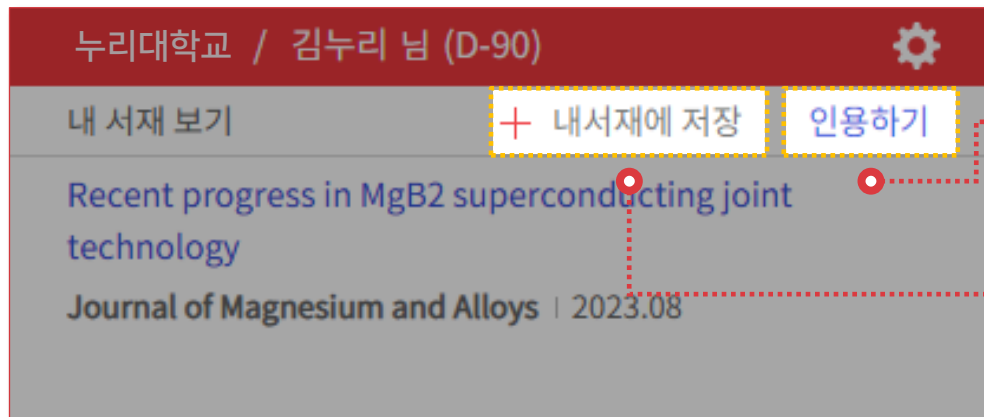 누리대학교 / 김누리 님 (D-90)
내 서재 보기 + 내서재에 저장 인용하기
Recent progress in MgB2 superconducting joint
technology
Journal of Magnesium and Alloys | 2023.08